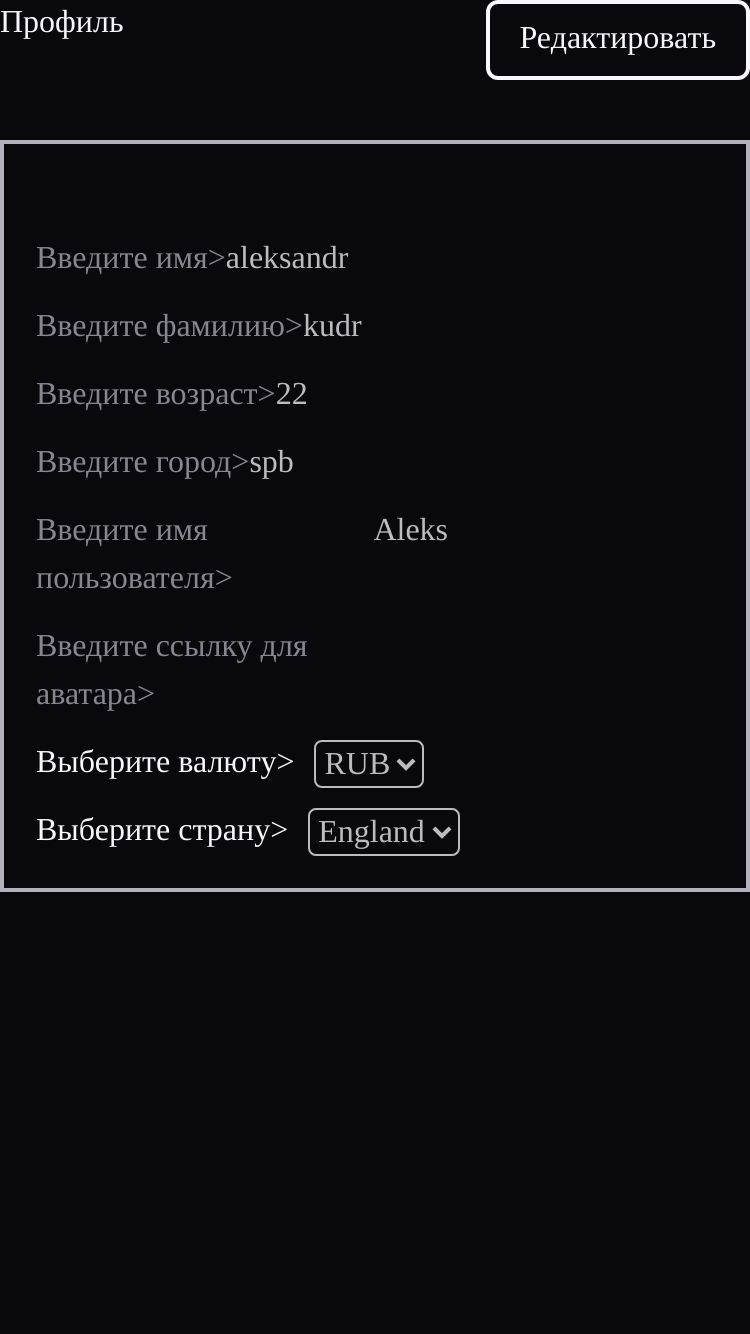 Профиль
Редактировать
Введите имя>aleksandr
Введите фамилию>kudr
Введите возраст>22
Введите город>spb
Введите имя Aleks
пользователя>
Введите ссылку для
аватара>
Выберите валюту> RUB
Выберите страну> England